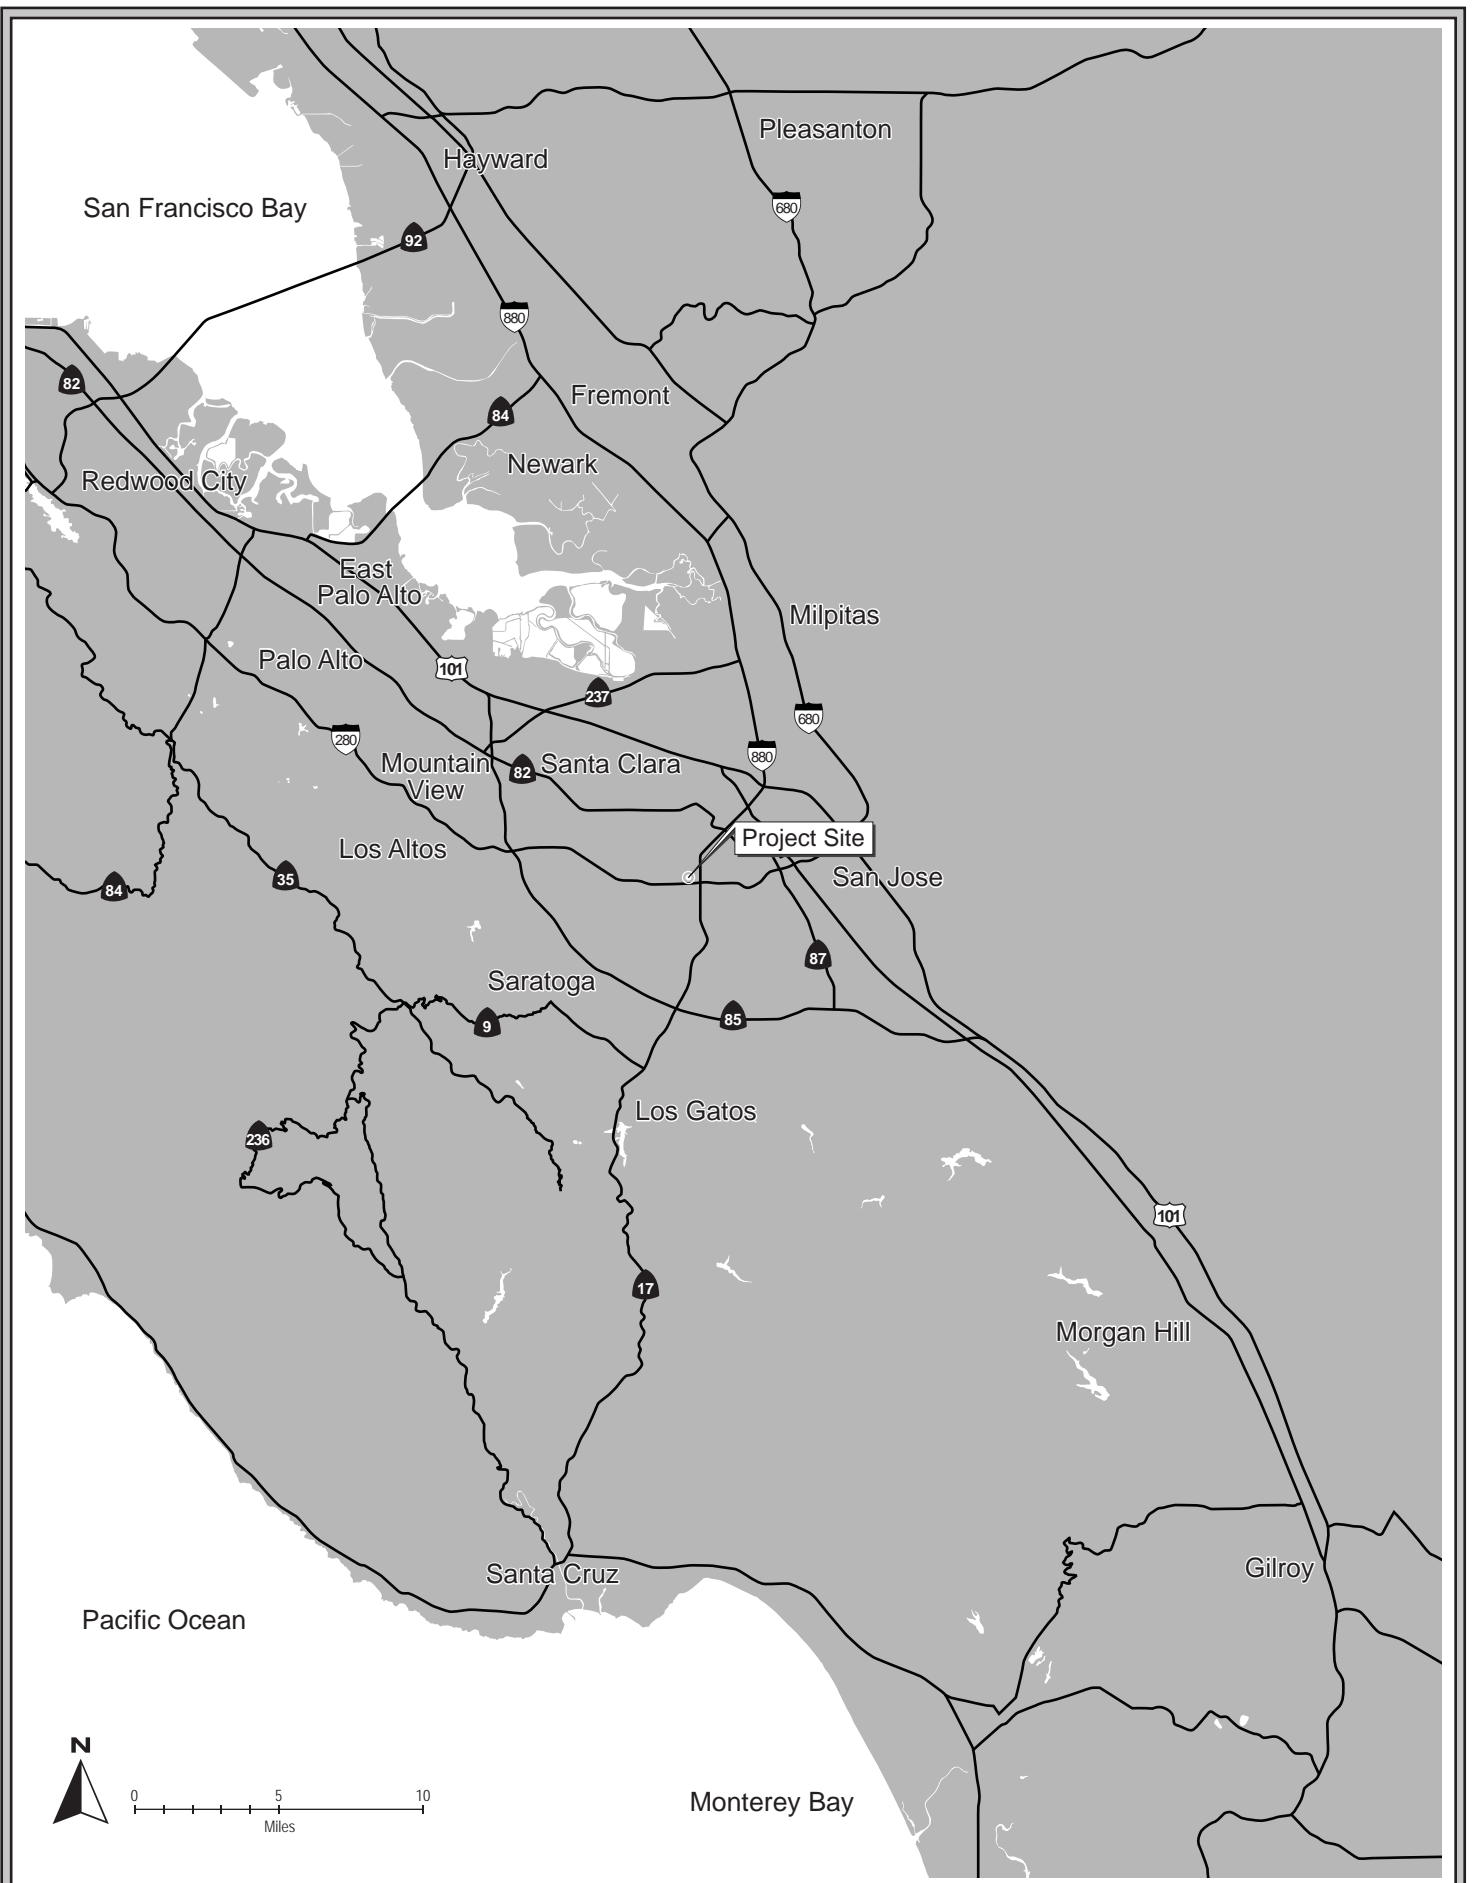 Pleasanton
Hayward
680
San Francisco Bay
92
880
82
84
Fremont
Newark
Redwood City
East
Palo Alto
Milpitas
Palo Alto
101
237
680
280
880
Mountain
View
82
Santa Clara
Project Site
Los Altos
San Jose
84
35
87
Saratoga
9
85
Los Gatos
236
101
17
Morgan Hill
Gilroy
Santa Cruz
Pacific Ocean
N
0 5 10
Miles
Monterey Bay